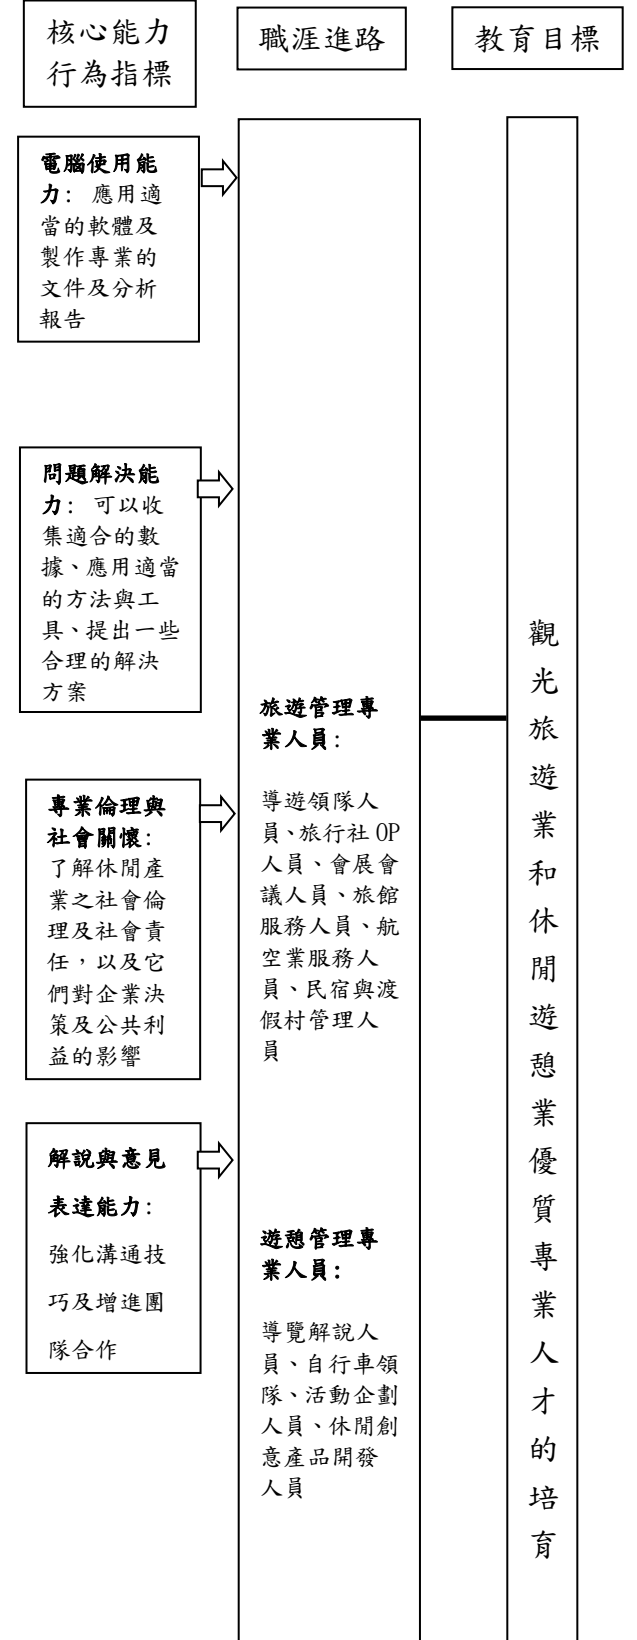 核心能力
行為指標
職涯進路
教育目標
電腦使用能
力: 應用適
當的軟體及
製作專業的
文件及分析
報告
問題解決能
力: 可以收
集適合的數
據、應用適當
的方法與工
具、提出一些
合理的解決
方案
專業倫理與
社會關懷:
了解休閒產
業之社會倫
理及社會責
任，以及它
們對企業決
策及公共利
益的影響
解說與意見
表達能力:
強化溝通技
巧及增進團
隊合作
旅遊管理專
業人員:
導遊領隊人
員、旅行社 OP
人員、會展會
議人員、旅館
服務人員、航
空業服務人
員、民宿與渡
假村管理人
員
遊憩管理專
業人員:
導覽解說人
員、自行車領
隊、活動企劃
人員、休閒創
意產品開發
人員
觀光旅遊業和休閒遊憩業優質專業人才的培育